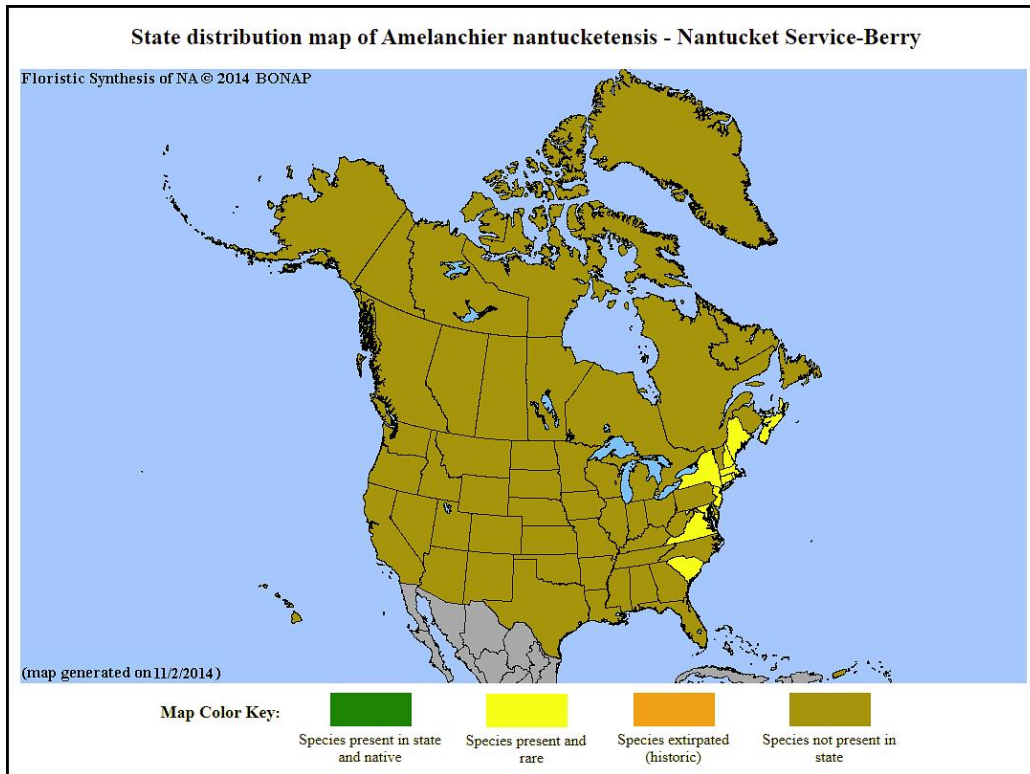 State distribution map of Amelanchier nantucketensis - Nantucket Service-Berry
Floristic Synthesis of NA © 2014 BONAP
(map generated on 11/2/2014)
Map Color Key:
Species present in state
and native
Species present and
rare
Species extirpated
(historic)
Species not present in
state